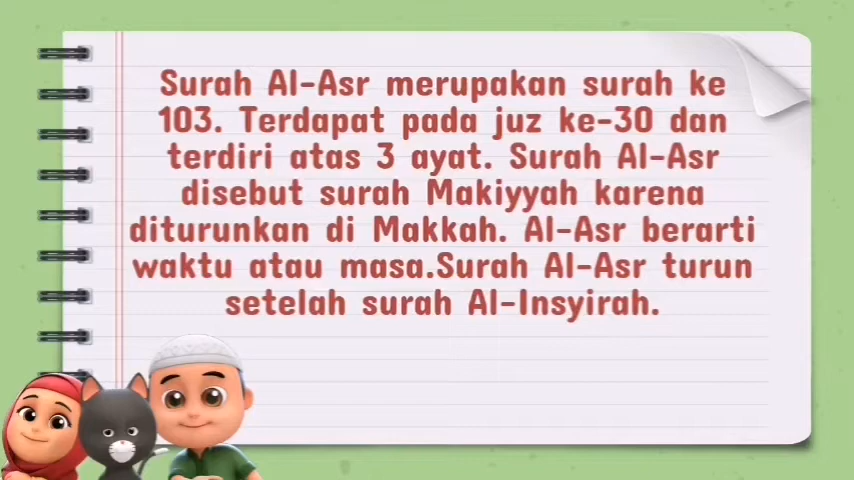 Surah Al-Asr merupakan surah ke
103. Terdapat pada juz ke-30 dan
terdiri atas 3 ayat. Surah Al-Asr
disebut surah Makiyyah karena
diturunkan di Makkah. Al-Asr berarti
waktu atau masa.Surah Al-Asr turun
setelah surah Al-Insyirah.